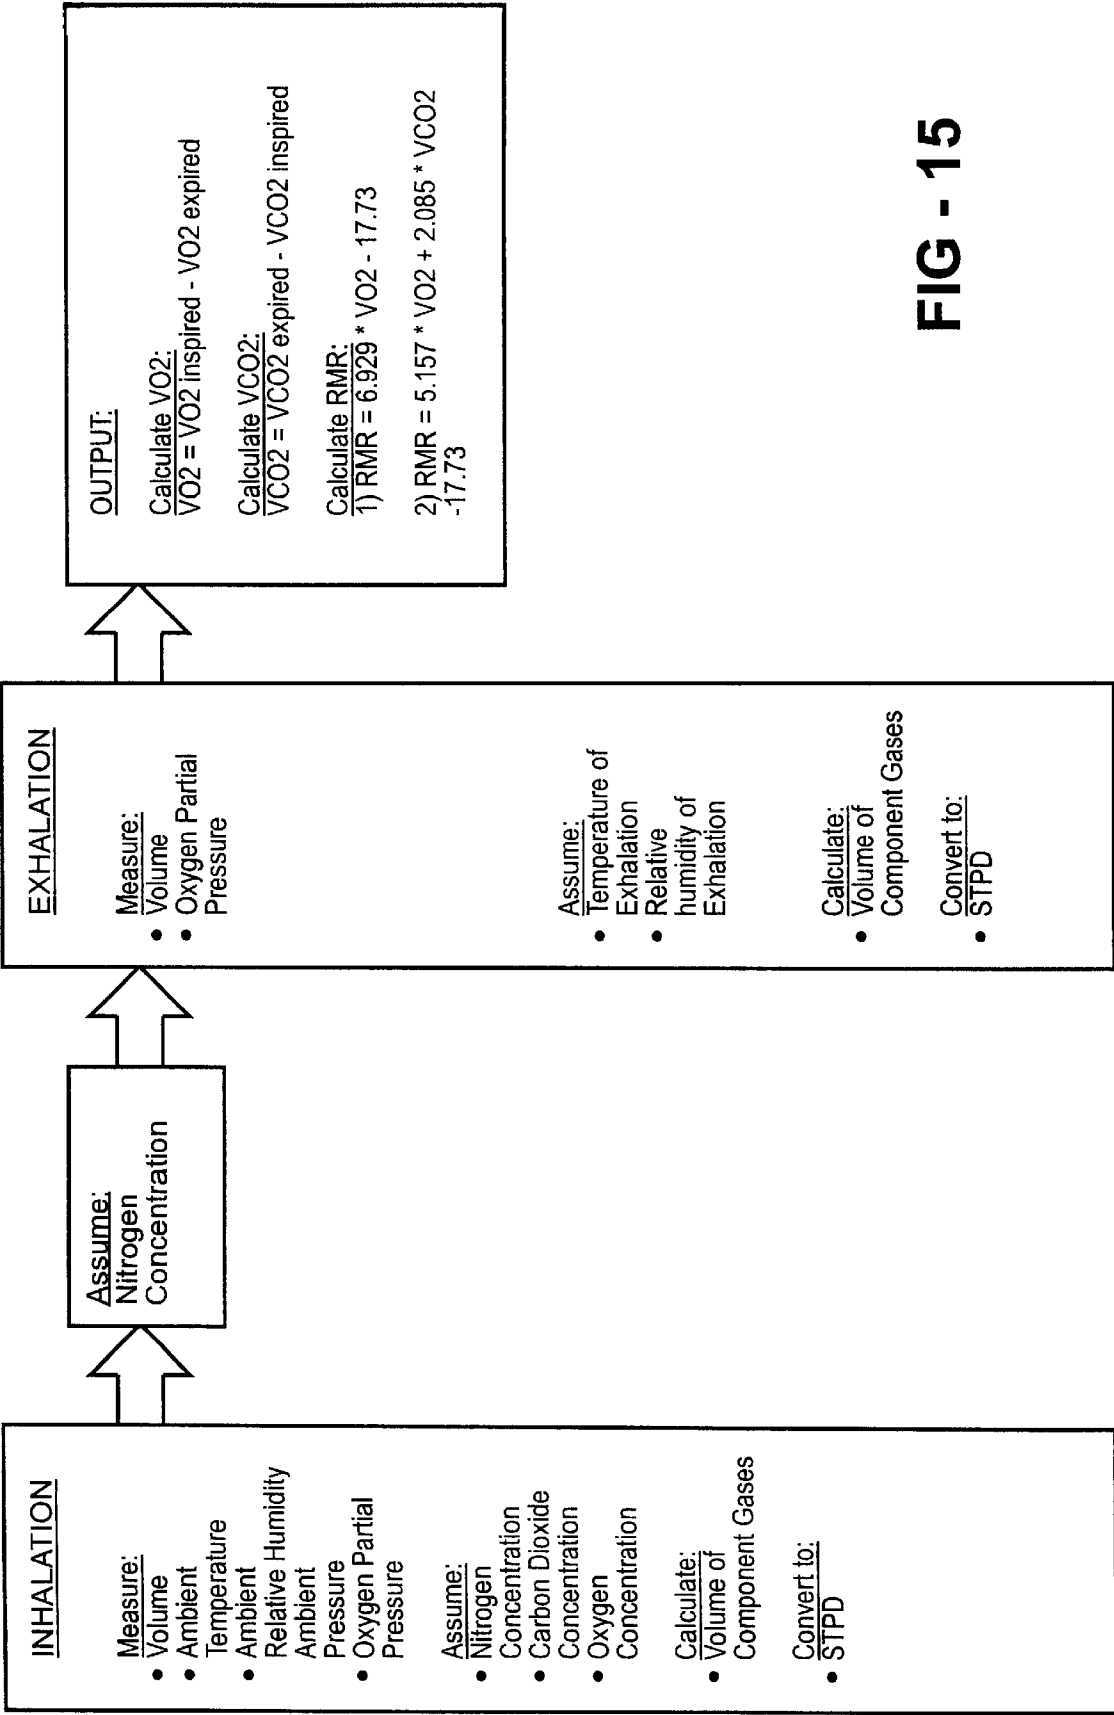 INHALATION
Measure:
• Volume
• Ambient
Temperature
• Ambient
Relative Humidity
Ambient
Pressure
• Oxygen Partial
Pressure
Assume:
• Nitrogen
Concentration
• Carbon Dioxide
Concentration
• Oxygen
Concentration
Calculate:
• Volume of
Component Gases
Convert to:
• STPD
Assume:
Nitrogen
Concentration
EXHALATION
Measure:
• Volume
• Oxygen Partial
Pressure
Assume:
• Temperature of
Exhalation
• Relative
humidity of
Exhalation
Calculate:
• Volume of
Component Gases
Convert to:
• STPD
OUTPUT:
Calculate VO2:
VO2 = VO2 inspired - VO2 expired
Calculate VCO2:
VCO2 = VCO2 expired - VCO2 inspired
Calculate RMR:
1) RMR = 6.929 * VO2 - 17.73
2) RMR = 5.157 * VO2 + 2.085 * VCO2
-17.73
FIG - 15